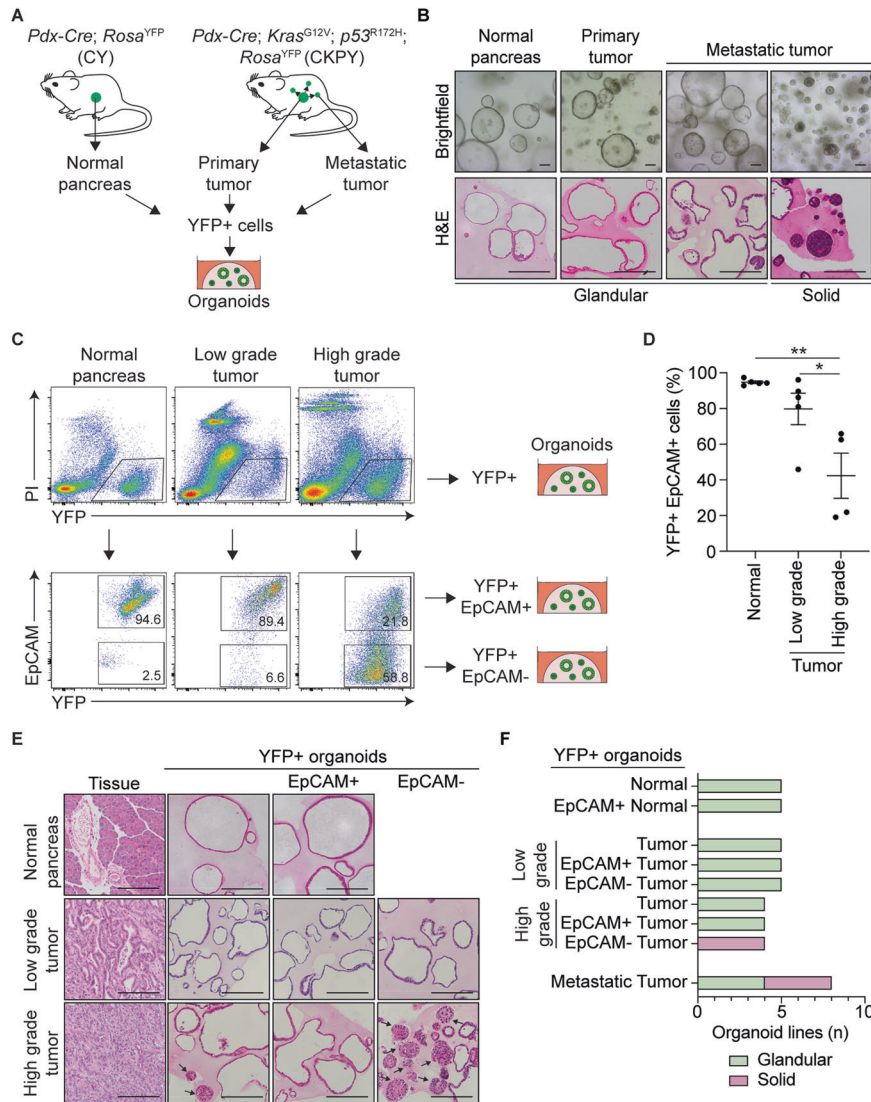 A
Pdx-Cre; Rosa^YFP
(CY)
Pdx-Cre; Kras^G12V; p53^R172H;
Rosa^YFP (CKPY)
Normal
pancreas
Primary
tumor
Metastatic
tumor
YFP+ cells
Organoids
B
Normal
pancreas
Primary
tumor
Metastatic tumor
Brightfield
H&E
Glandular
Solid
C
Normal
pancreas
Low grade
tumor
High grade
tumor
PI
YFP
YFP+
Organoids
EpCAM
94.6
2.5
89.4
6.6
21.8
58.8
YFP
YFP+
EpCAM+
YFP+
EpCAM-
D
YFP+ EpCAM+ cells (%)
100
80
60
40
20
0
**
*
Normal
Low grade
High grade
Tumor
E
YFP+ organoids
Tissue
EpCAM+
EpCAM-
Normal
pancreas
Low grade
tumor
High grade
tumor
F
YFP+ organoids
Normal
EpCAM+ Normal
Low
grade
Tumor
EpCAM+ Tumor
EpCAM- Tumor
High
grade
Tumor
EpCAM+ Tumor
EpCAM- Tumor
Metastatic Tumor
0 5 10
Organoid lines (n)
Glandular
Solid